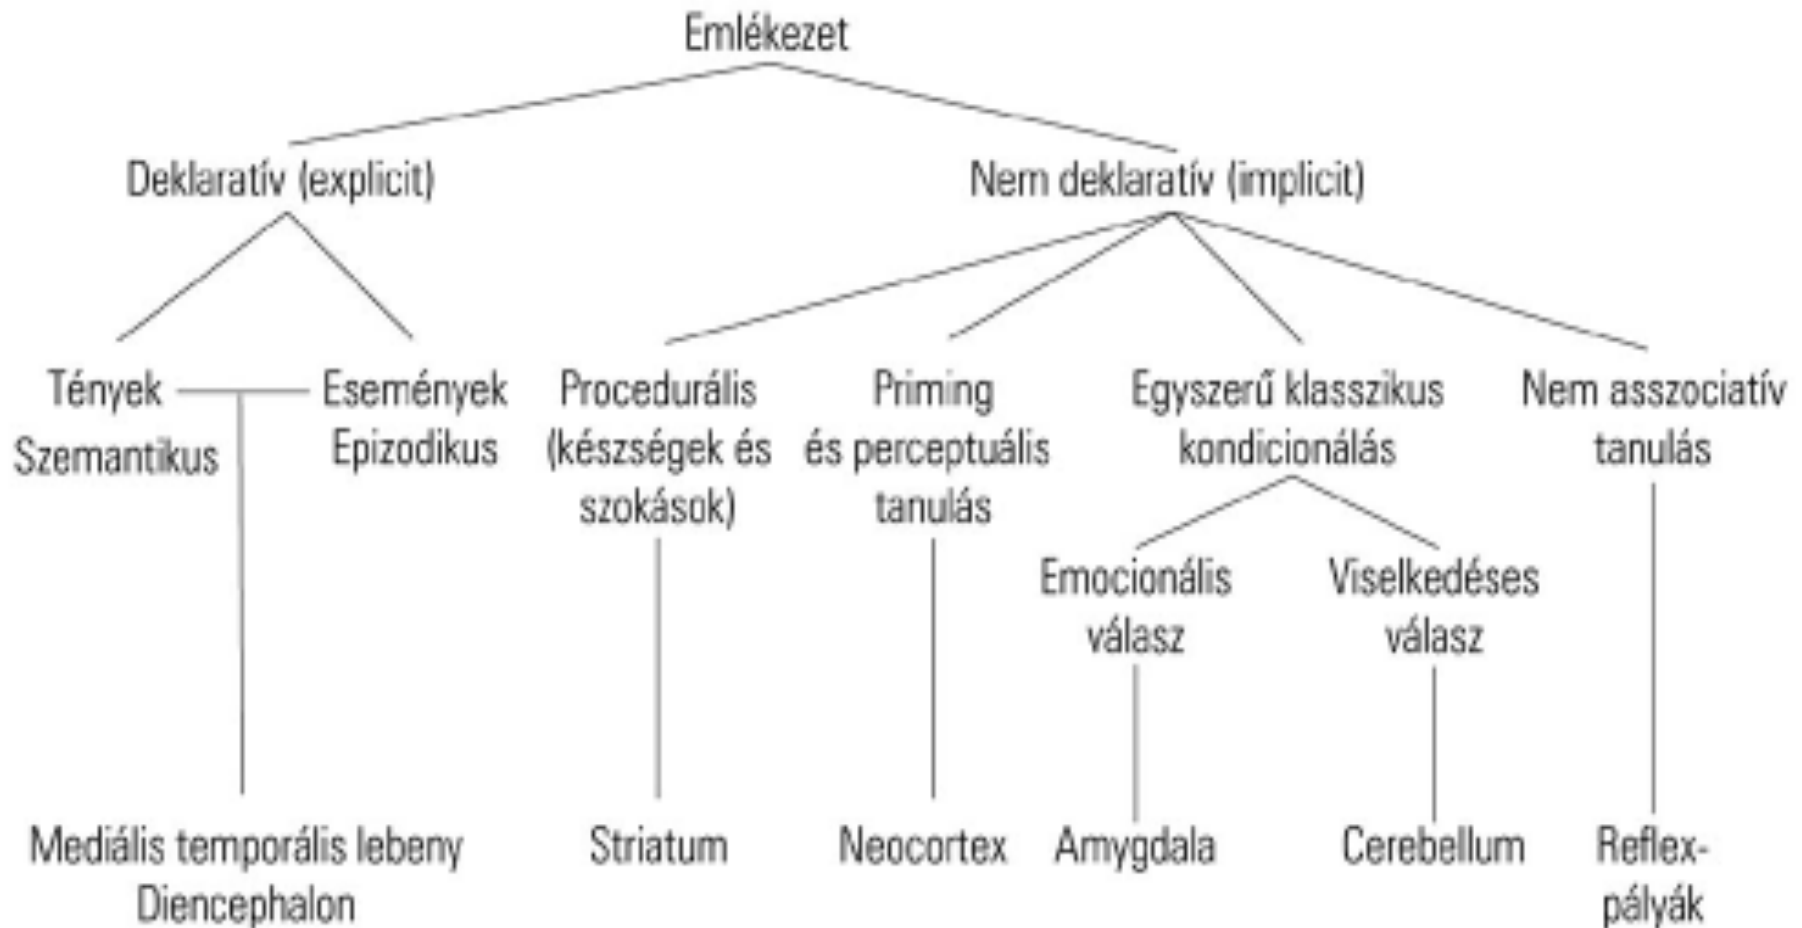 Emlékezet
Deklaratív (explicit)
Nem deklaratív (implicit)
Tények
Szemantikus
Események
Epizodikus
Procedurális
(készségek és
szokások)
Priming
és perceptuális
tanulás
Egyszerű klasszikus
kondicionálás
Nem asszociatív
tanulás
Emocionális
válasz
Viselkedéses
válasz
Mediális temporális lebeny
Diencephalon
Striatum
Neocortex
Amygdala
Cerebellum
Reflex-
pályák